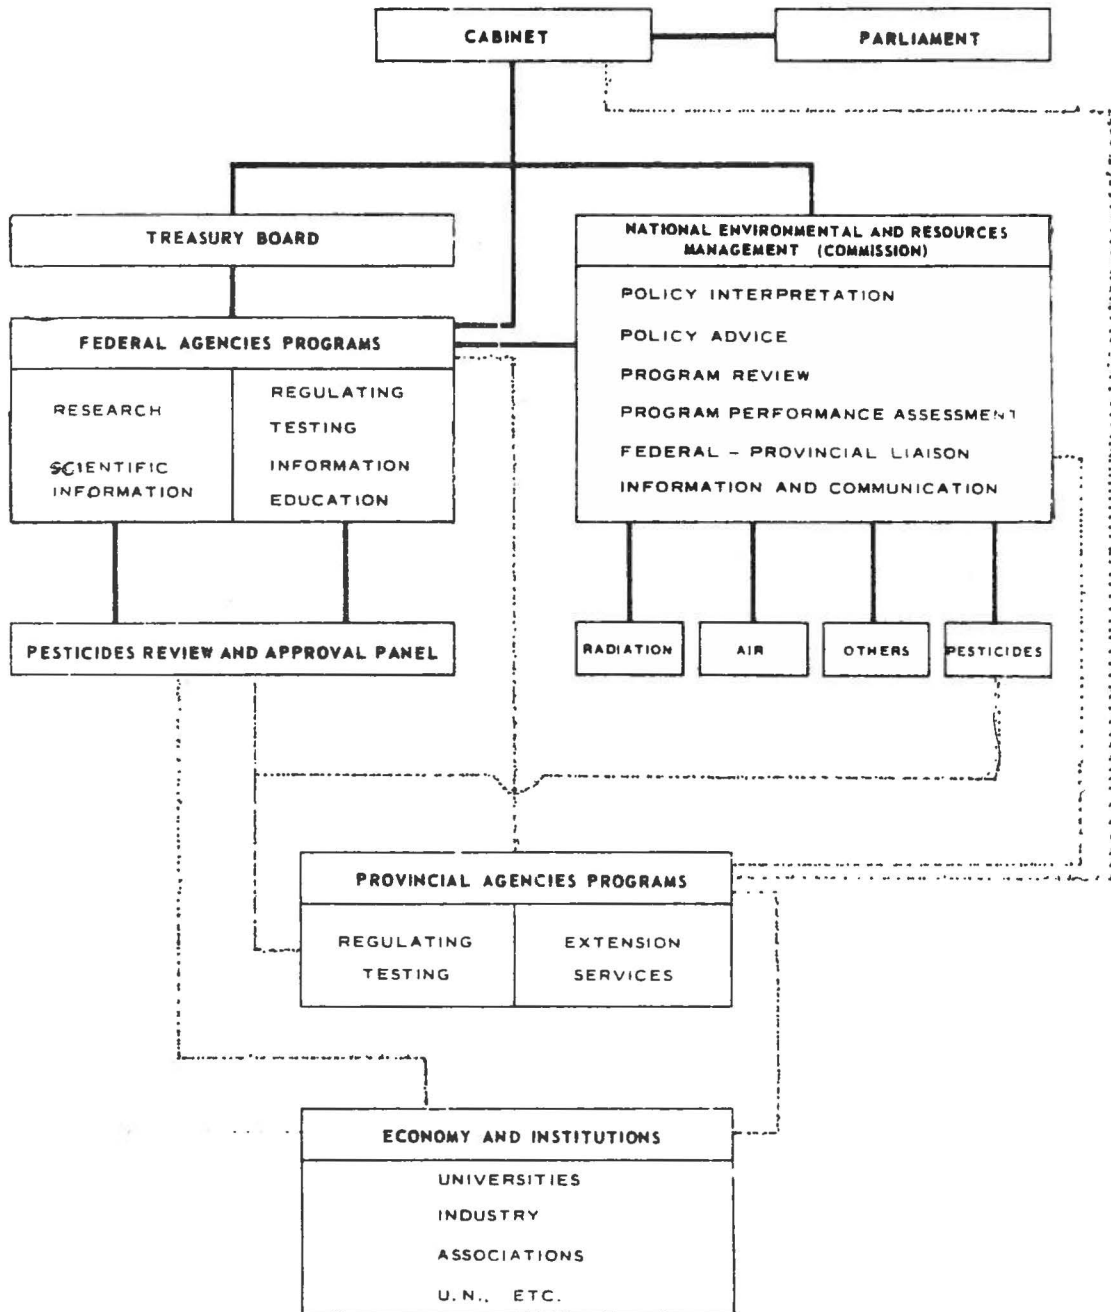 CABINET
PARLIAMENT
TREASURY BOARD
NATIONAL ENVIRONMENTAL AND RESOURCES
MANAGEMENT (COMMISSION)
POLICY INTERPRETATION
POLICY ADVICE
PROGRAM REVIEW
PROGRAM PERFORMANCE ASSESSMENT
FEDERAL - PROVINCIAL LIAISON
INFORMATION AND COMMUNICATION
FEDERAL AGENCIES PROGRAMS
RESEARCH
SCIENTIFIC
INFORMATION
REGULATING
TESTING
INFORMATION
EDUCATION
PESTICIDES REVIEW AND APPROVAL PANEL
RADIATION
AIR
OTHERS
PESTICIDES
PROVINCIAL AGENCIES PROGRAMS
REGULATING
TESTING
EXTENSION
SERVICES
ECONOMY AND INSTITUTIONS
UNIVERSITIES
INDUSTRY
ASSOCIATIONS
U.N., ETC.